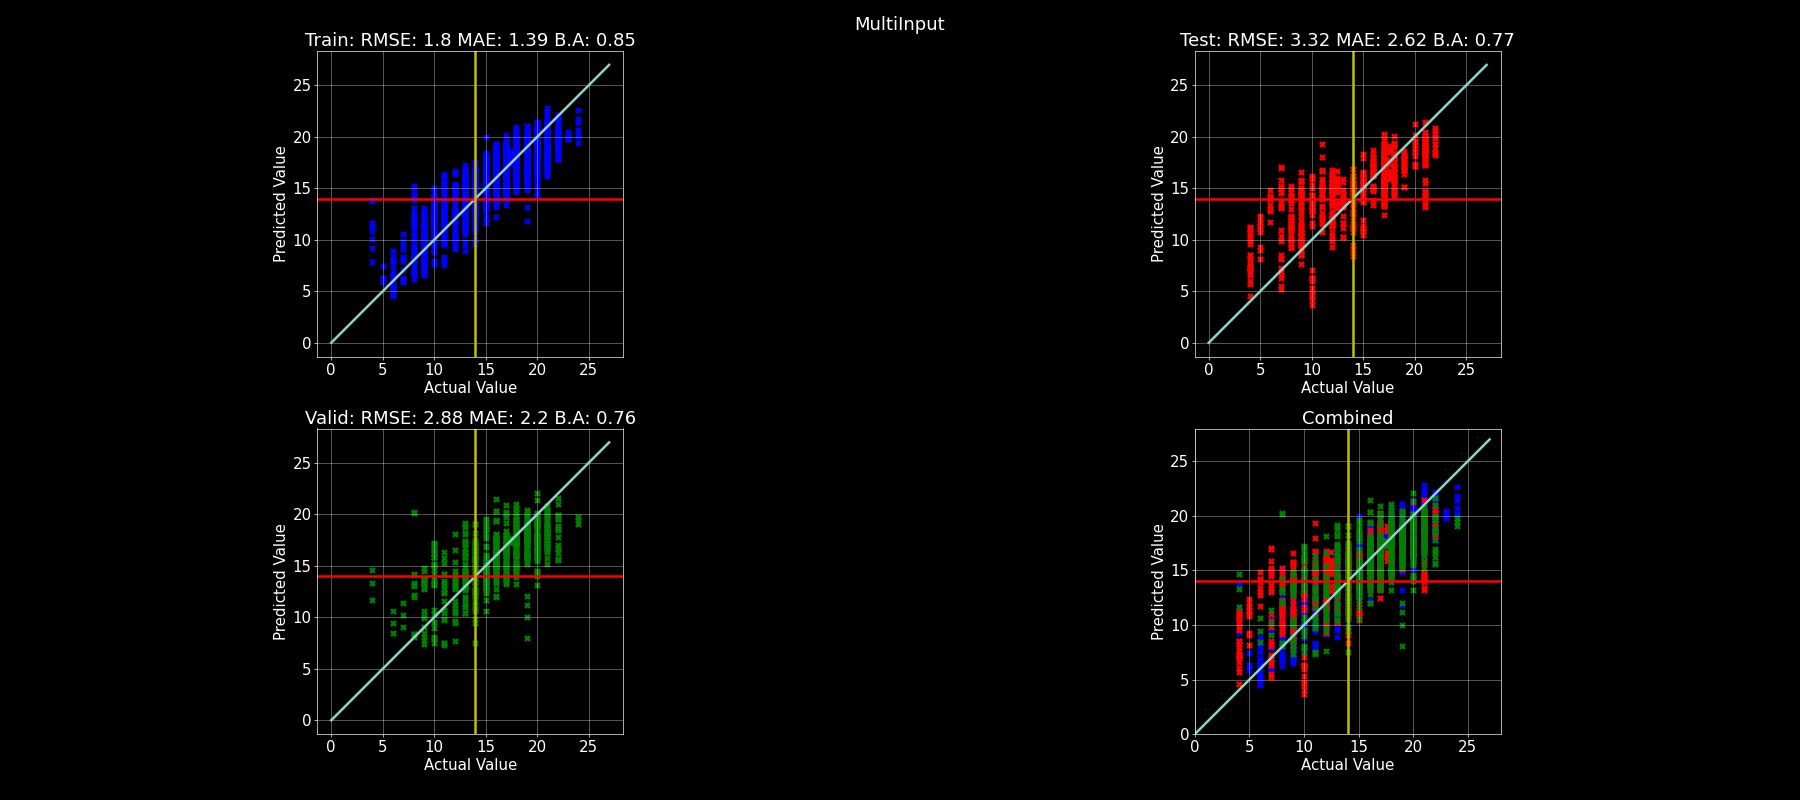 MultiInput
Train: RMSE: 1.8 MAE: 1.39 B.A: 0.85
25
20
15
10
5
0
Predicted Value
0 5 10 15 20 25
Actual Value
Test: RMSE: 3.32 MAE: 2.62 B.A: 0.77
25
20
15
10
5
0
Predicted Value
0 5 10 15 20 25
Actual Value
Valid: RMSE: 2.88 MAE: 2.2 B.A: 0.76
25
20
15
10
5
0
Predicted Value
0 5 10 15 20 25
Actual Value
Combined
25
20
15
10
5
0
Predicted Value
0 5 10 15 20 25
Actual Value